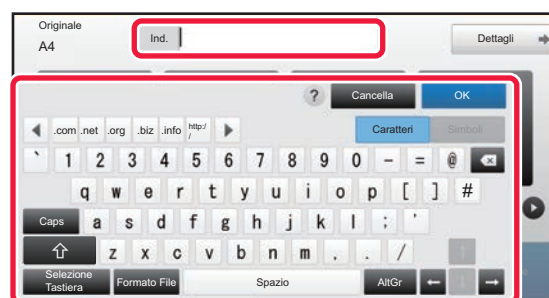 Originale
A4
Ind.
Dettagli
? Cancella OK
.com .net .org .biz .info http:/
/
Caratteri Simboli
` 1 2 3 4 5 6 7 8 9 0 - = @
q w e r t y u i o p [ ] #
Caps a s d f g h j k l ; '
z x c v b n m . . /
Selezione
Tastiera
Formato File Spazio AltGr